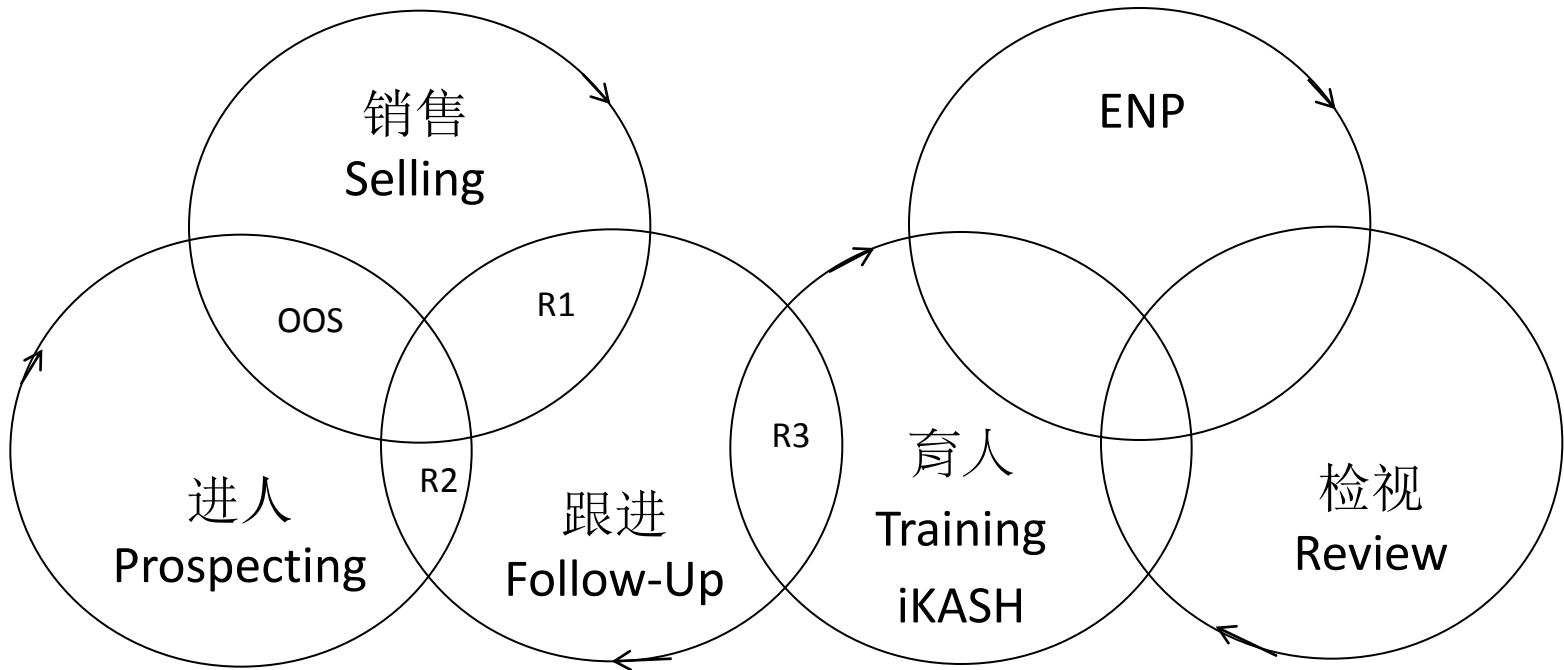 销售
Selling
ENP
OOS
R1
R2
R3
进人
Prospecting
跟进
Follow-Up
育人
Training
iKASH
检视
Review